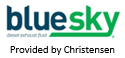 bluesky
diesel exhaust fluid
Provided by Christensen